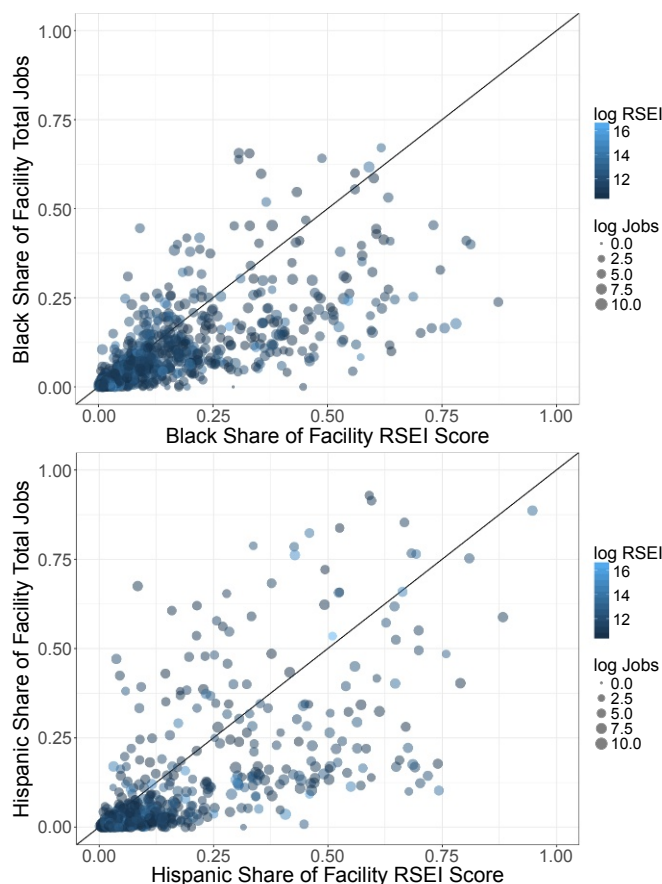 Black Share of Facility Total Jobs
1.00
0.75
0.50
0.25
0.00
0.00 0.25 0.50 0.75 1.00
Black Share of Facility RSEI Score
log RSEI
16
14
12
log Jobs
0.0
2.5
5.0
7.5
10.0
Hispanic Share of Facility Total Jobs
1.00
0.75
0.50
0.25
0.00
0.00 0.25 0.50 0.75 1.00
Hispanic Share of Facility RSEI Score
log RSEI
16
14
12
log Jobs
0.0
2.5
5.0
7.5
10.0